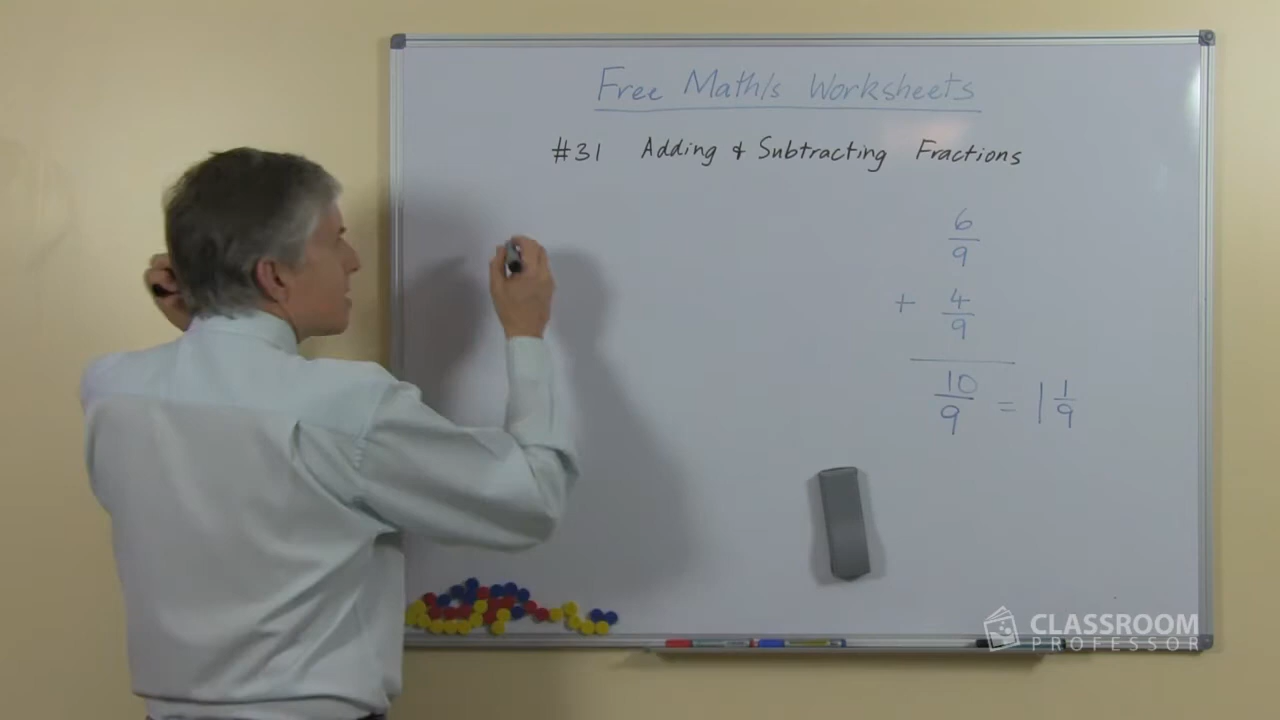 Free Math/s Worksheets
#31 Adding & Subtracting Fractions
6/9
+ 4/9
10/9 = 1 1/9
CLASSROOM
PROFESSOR